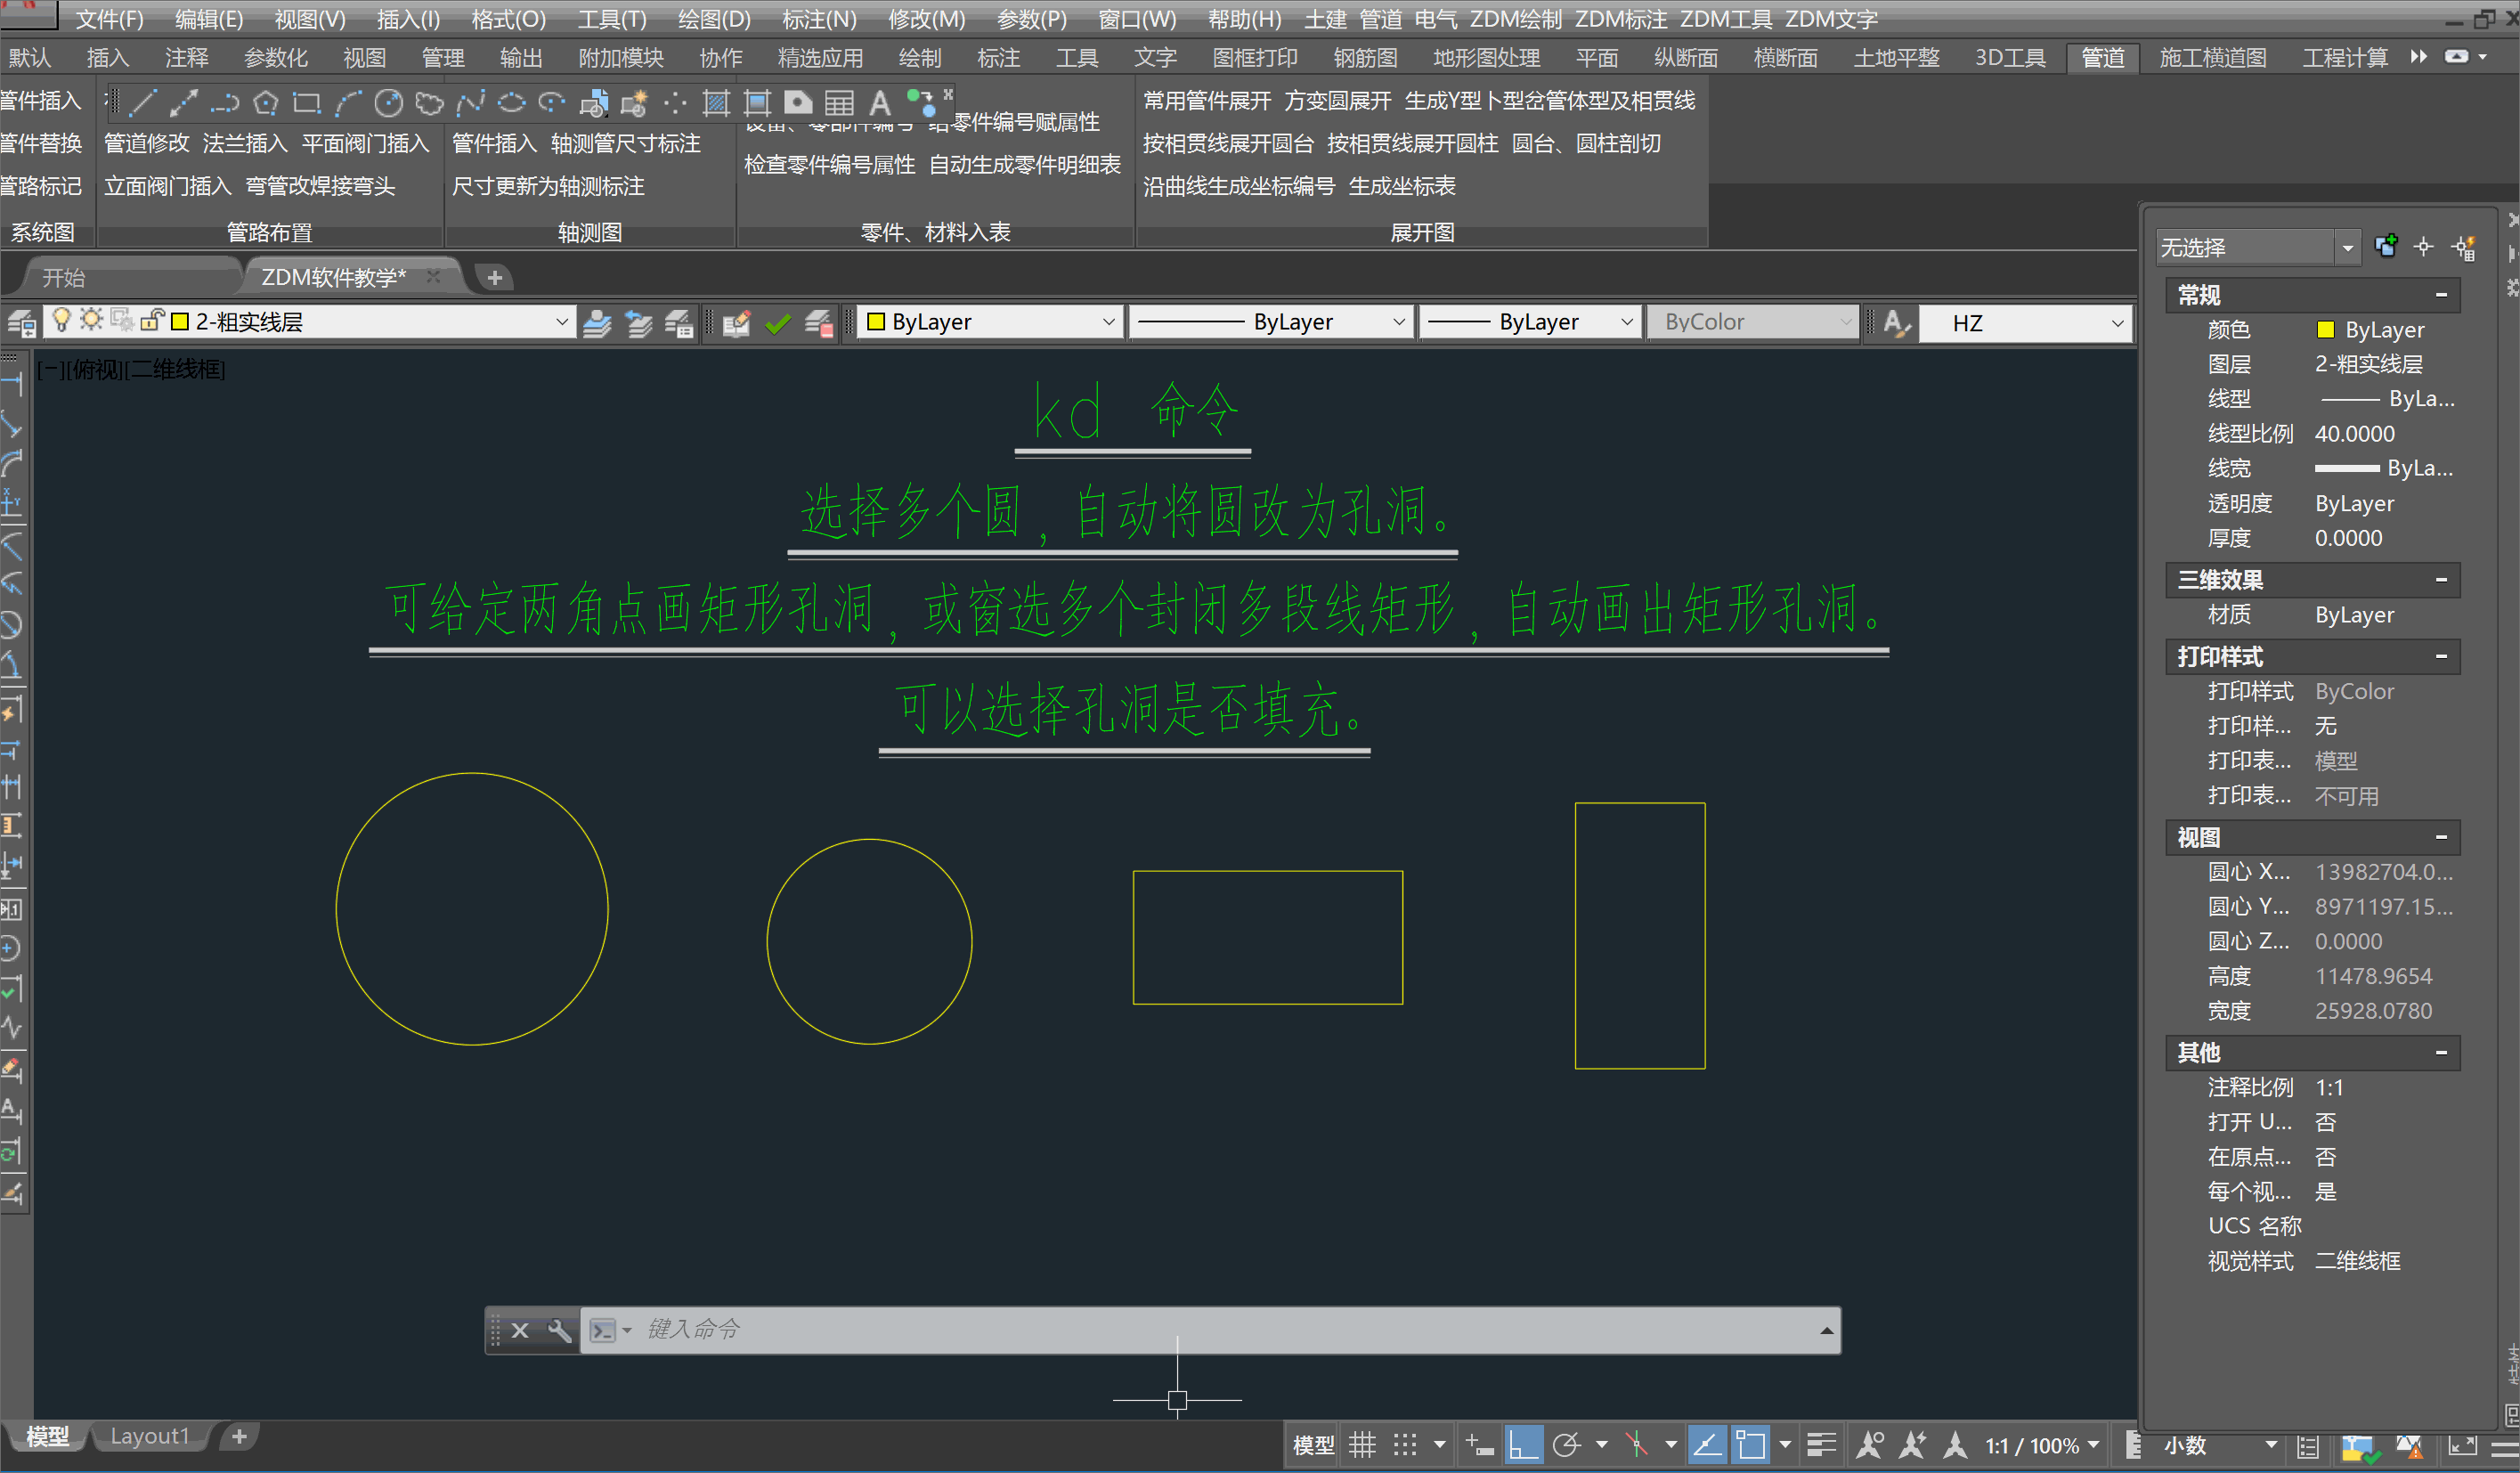 文件(F) 编辑(E) 视图(V) 插入(I) 格式(O) 工具(T) 绘图(D) 标注(N) 修改(M) 参数(P) 窗口(W) 帮助(H) 土建 管道 电气 ZDM绘制 ZDM标注 ZDM工具 ZDM文字
默认 插入 注释 参数化 视图 管理 输出 附加模块 协作 精选应用 绘制 标注 工具 文字 图框打印 钢筋图 地形图处理 平面 纵断面 横断面 土地平整 3D工具 管道 施工横道图 工程计算
管件插入 常用管件展开 方变圆展开 生成Y型卜型岔管体型及相贯线
设备、零部件编号 给零件编号赋属性
管件替换 管道修改 法兰插入 平面阀门插入 管件插入 轴测管尺寸标注 按相贯线展开圆台 按相贯线展开圆柱 圆台、圆柱剖切
检查零件编号属性 自动生成零件明细表
管路标记 立面阀门插入 弯管改焊接弯头 尺寸更新为轴测标注 沿曲线生成坐标编号 生成坐标表
系统图 管路布置 轴测图 零件、材料入表 展开图
开始 ZDM软件教学*
2-粗实线层 ByLayer ByLayer ByLayer ByColor HZ
[−][俯视][二维线框]
kd 命令
选择多个圆，自动将圆改为孔洞。
可给定两角点画矩形孔洞，或窗选多个封闭多段线矩形，自动画出矩形孔洞。
可以选择孔洞是否填充。
键入命令
无选择
常规
颜色 ByLayer
图层 2-粗实线层
线型 ByLa...
线型比例 40.0000
线宽 ByLa...
透明度 ByLayer
厚度 0.0000
三维效果
材质 ByLayer
打印样式
打印样式 ByColor
打印样... 无
打印表... 模型
打印表... 不可用
视图
圆心 X... 13982704.0...
圆心 Y... 8971197.15...
圆心 Z... 0.0000
高度 11478.9654
宽度 25928.0780
其他
注释比例 1:1
打开 U... 否
在原点... 否
每个视... 是
UCS 名称
视觉样式 二维线框
模型 Layout1
模型 1:1 / 100% 小数